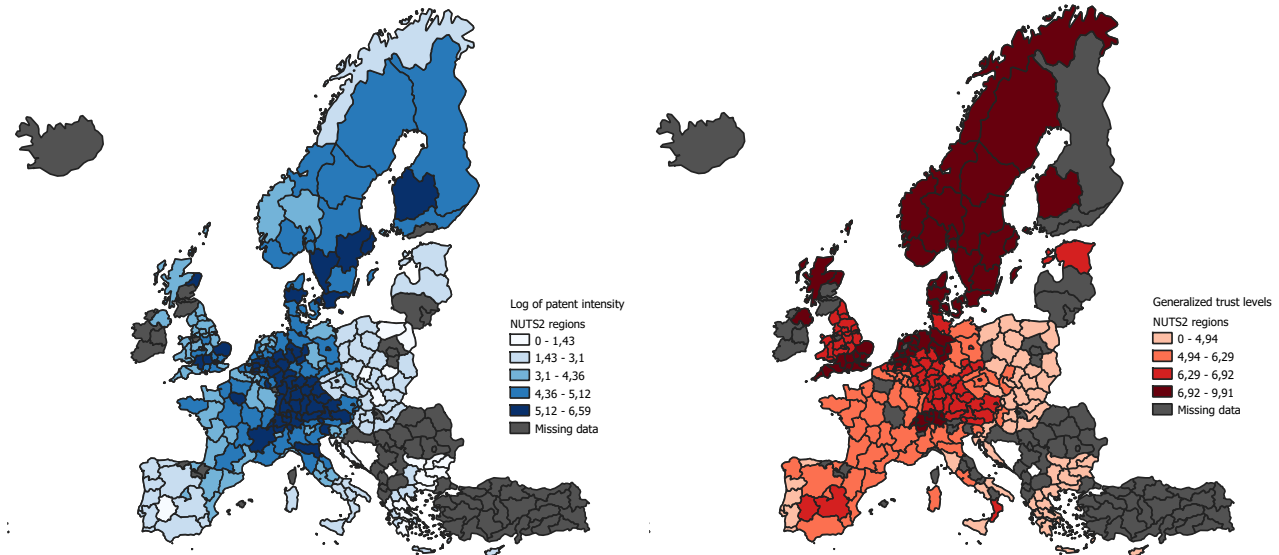 Log of patent intensity
NUTS2 regions
0 - 1,43
1,43 - 3,1
3,1 - 4,36
4,36 - 5,12
5,12 - 6,59
Missing data
Generalized trust levels
NUTS2 regions
0 - 4,94
4,94 - 6,29
6,29 - 6,92
6,92 - 9,91
Missing data